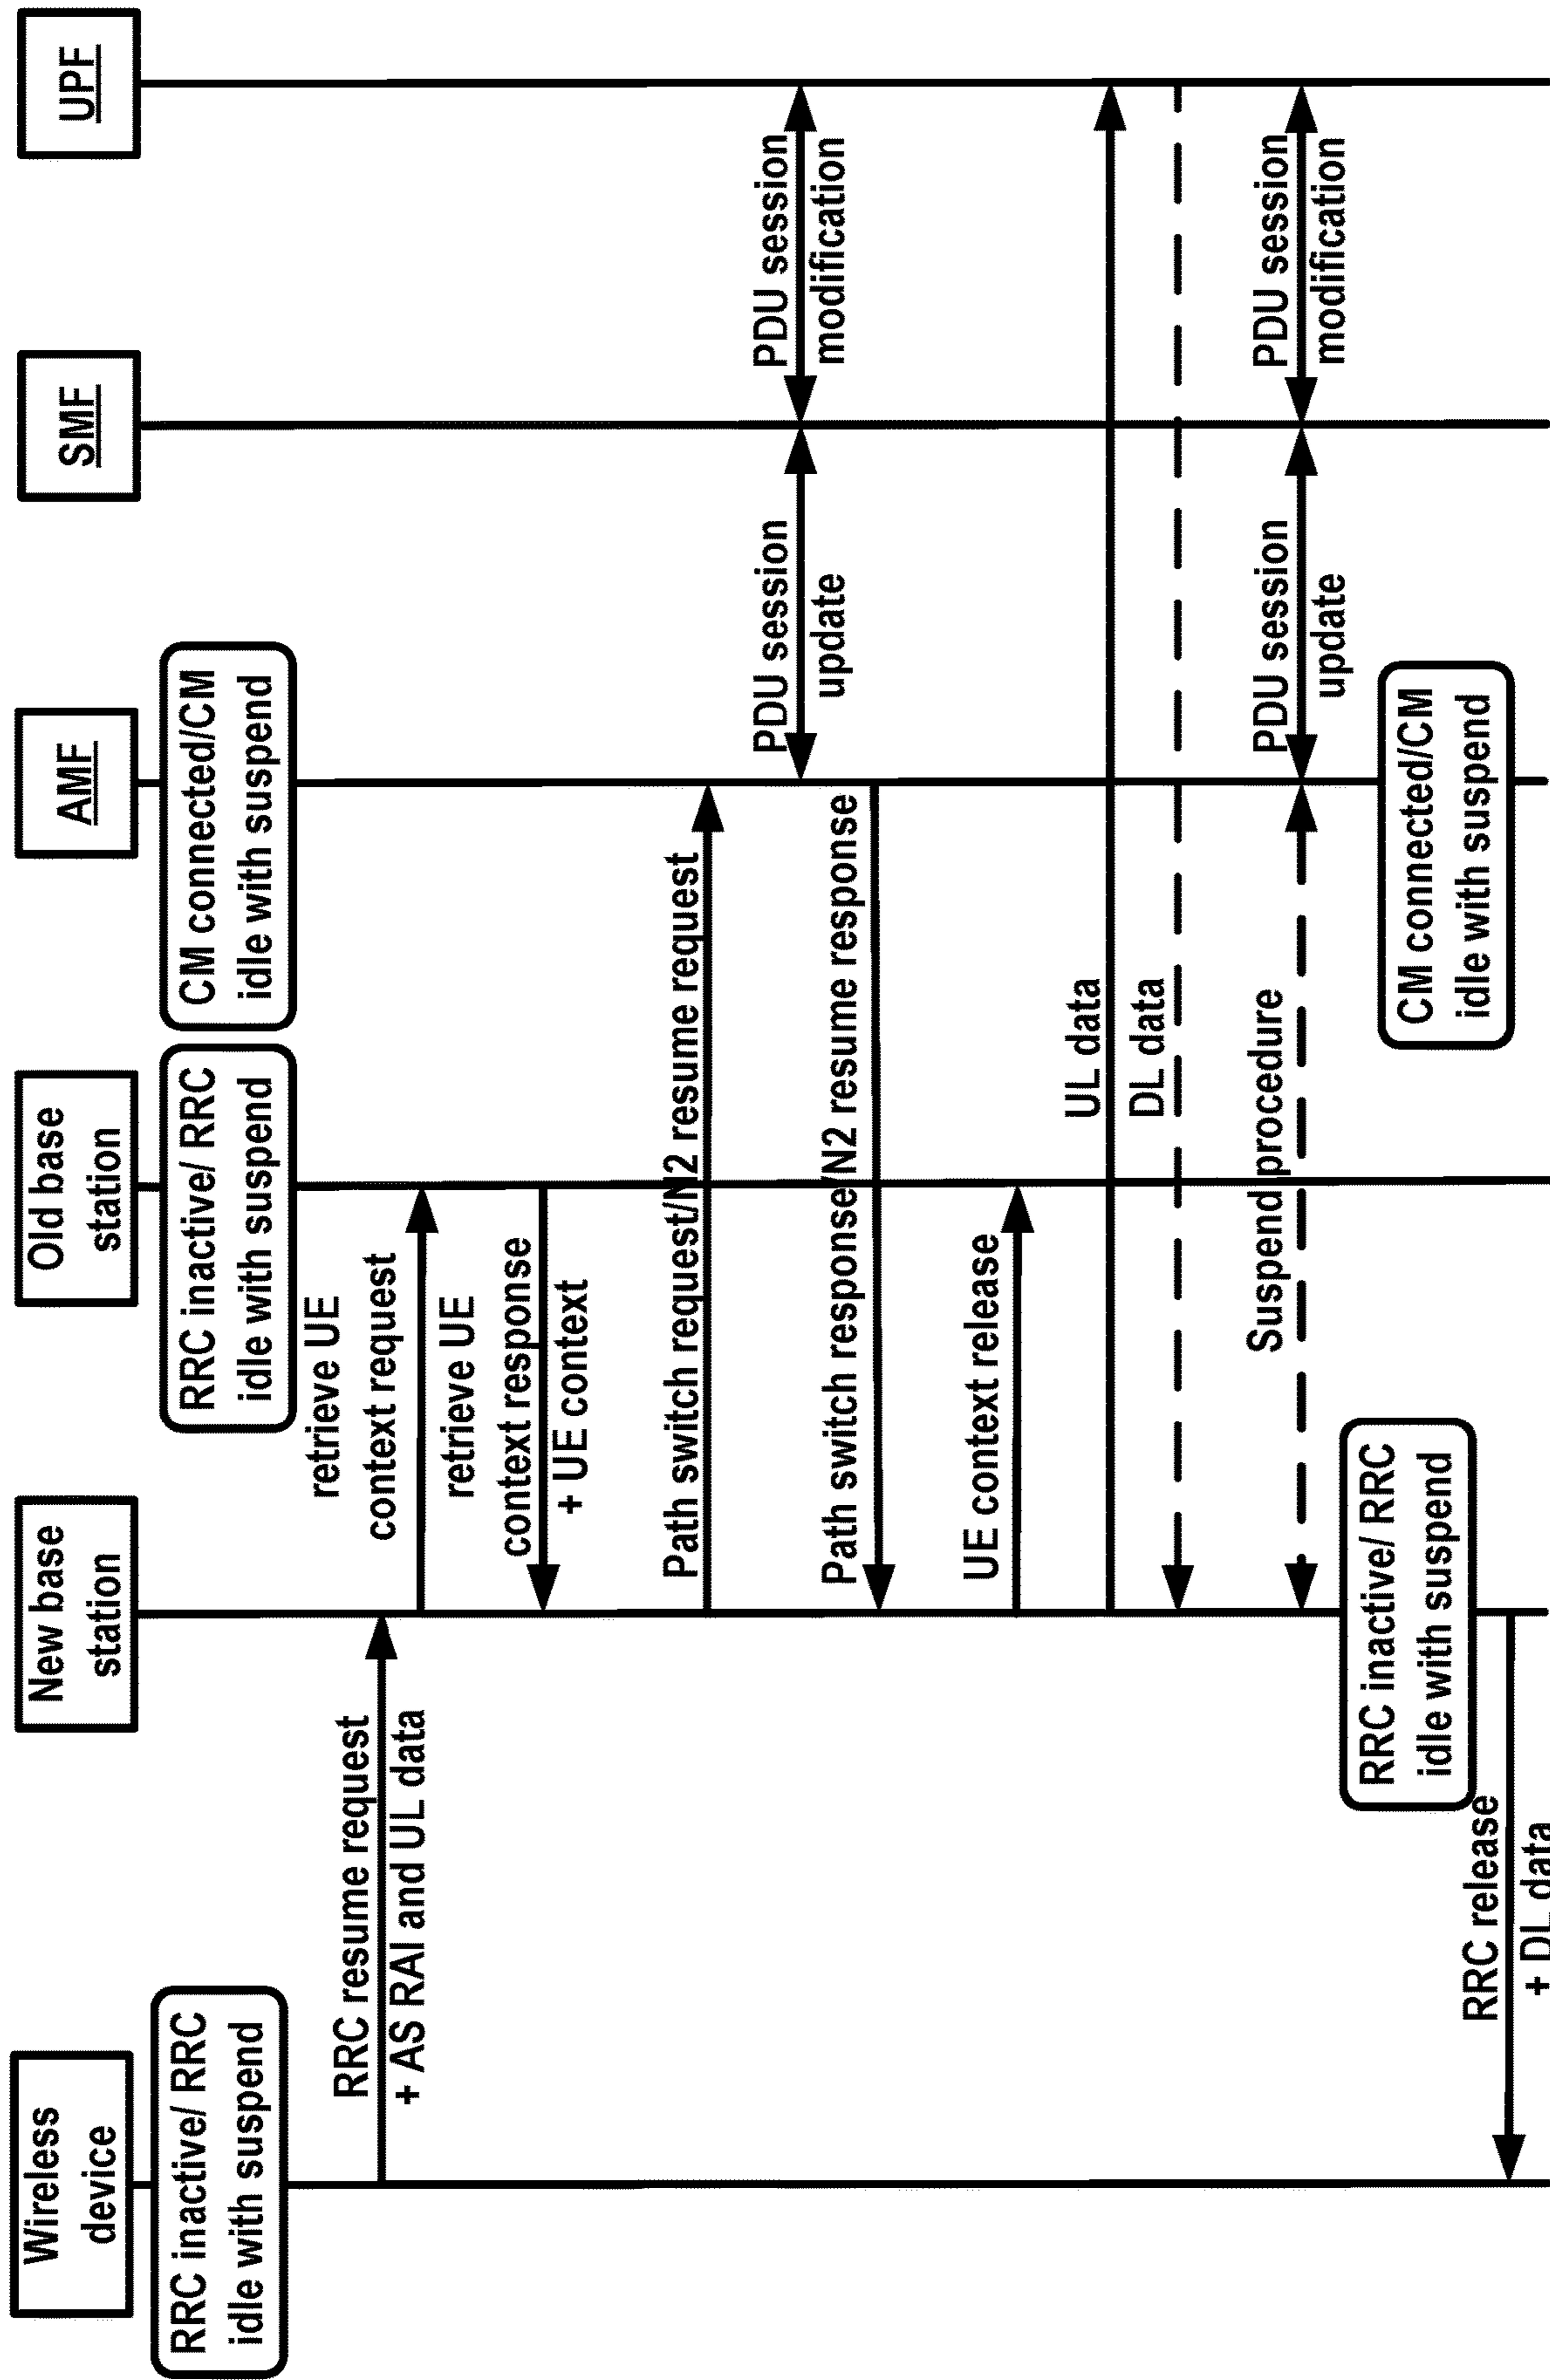 Wireless
device
New base
station
Old base
station
AMF
SMF
UPF
RRC inactive/ RRC
idle with suspend
RRC inactive/ RRC
idle with suspend
CM connected/CM
idle with suspend
RRC resume request
+ AS RAI and UL data
retrieve UE
context request
retrieve UE
context response
+ UE context
Path switch request/N2 resume request
PDU session
update
PDU session
modification
Path switch response/N2 resume response
UE context release
UL data
DL data
Suspend procedure
PDU session
update
PDU session
modification
RRC inactive/ RRC
idle with suspend
CM connected/CM
idle with suspend
RRC release
+ DL data